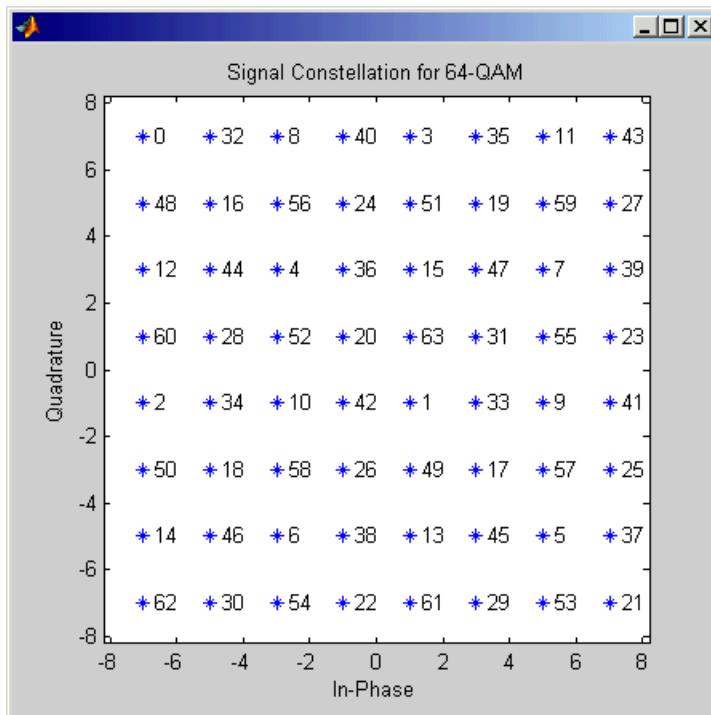 Signal Constellation for 64-QAM
8
0 32 8 40 3 35 11 43
6
48 16 56 24 51 19 59 27
4
12 44 4 36 15 47 7 39
2
60 28 52 20 63 31 55 23
0
Quadrature
2 34 10 42 1 33 9 41
-2
50 18 58 26 49 17 57 25
-4
14 46 6 38 13 45 5 37
-6
62 30 54 22 61 29 53 21
-8
-8 -6 -4 -2 0 2 4 6 8
In-Phase